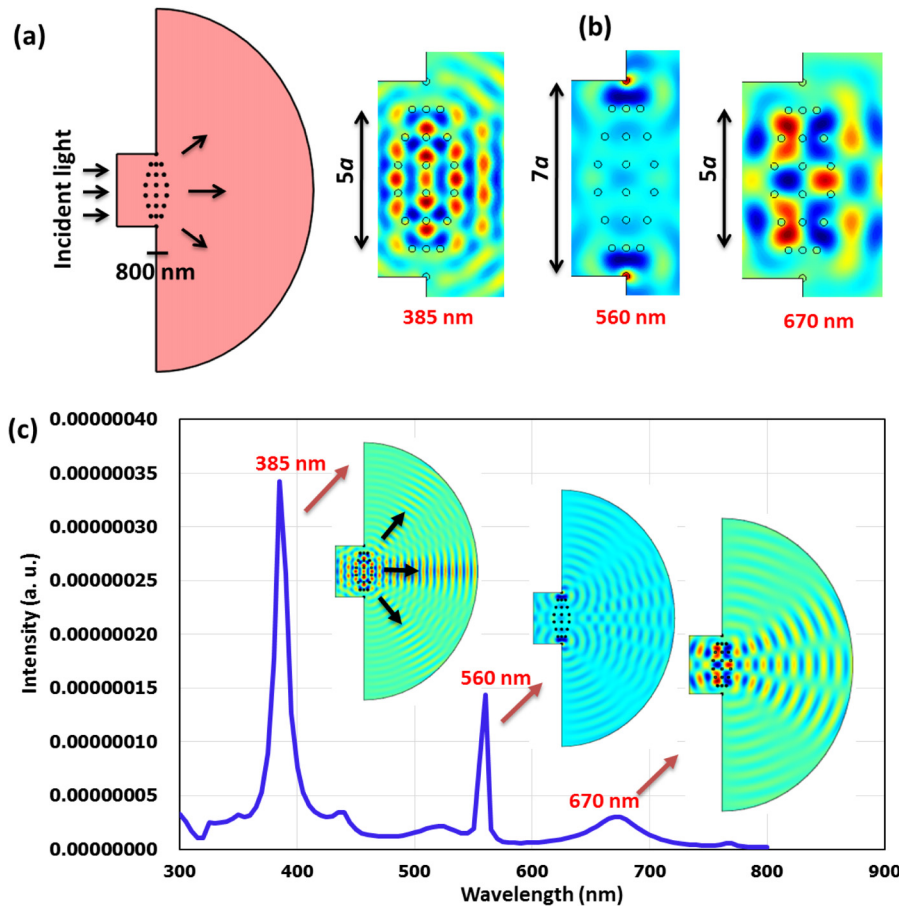 (a)
Incident light
800 nm
(b)
5a
385 nm
7a
560 nm
5a
670 nm
(c)
Intensity (a. u.)
0.00000040
0.00000035
0.00000030
0.00000025
0.00000020
0.00000015
0.00000010
0.00000005
0.00000000
385 nm
560 nm
670 nm
300 400 500 600 700 800 900
Wavelength (nm)